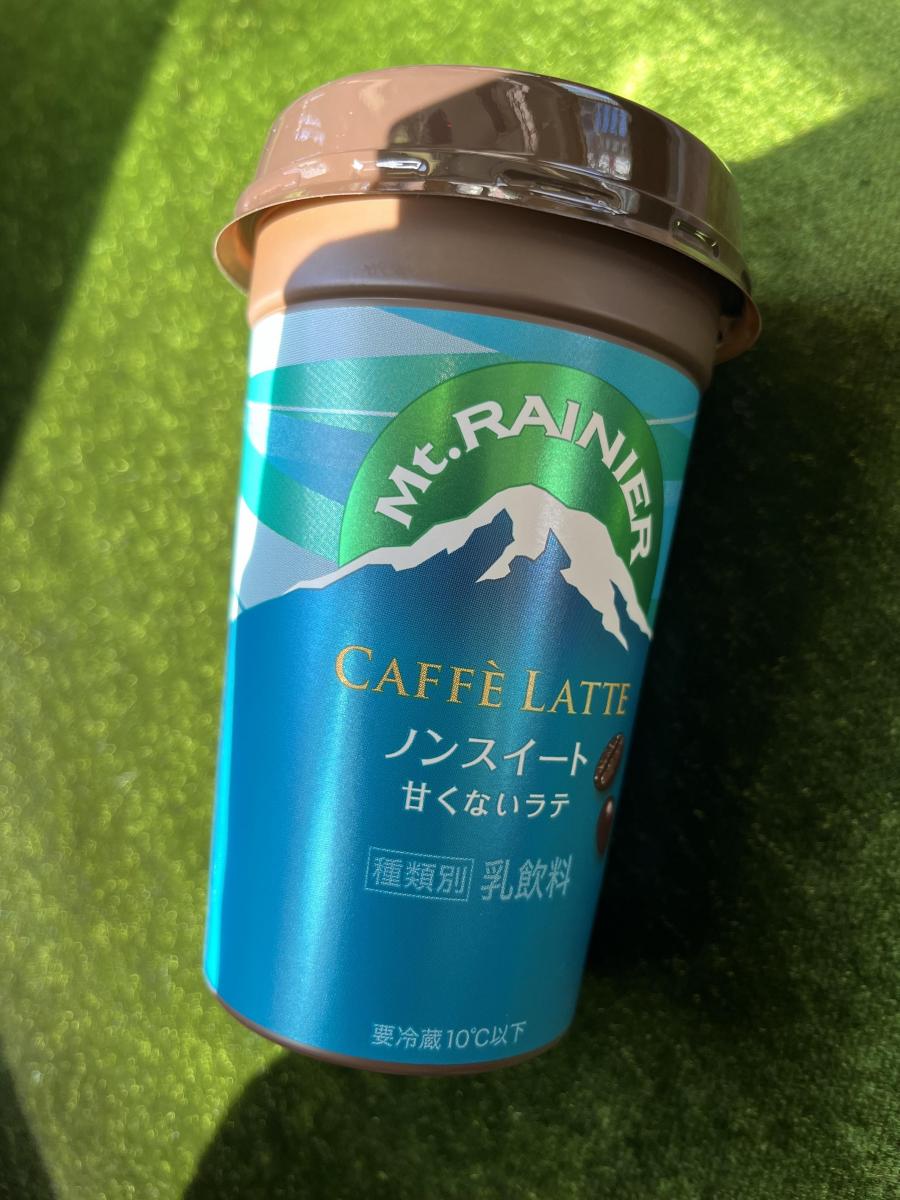 Mt.RAINIER
CAFFÈ LATTE
ノンスイート
甘くないラテ
種類別 乳飲料
要冷蔵10℃以下